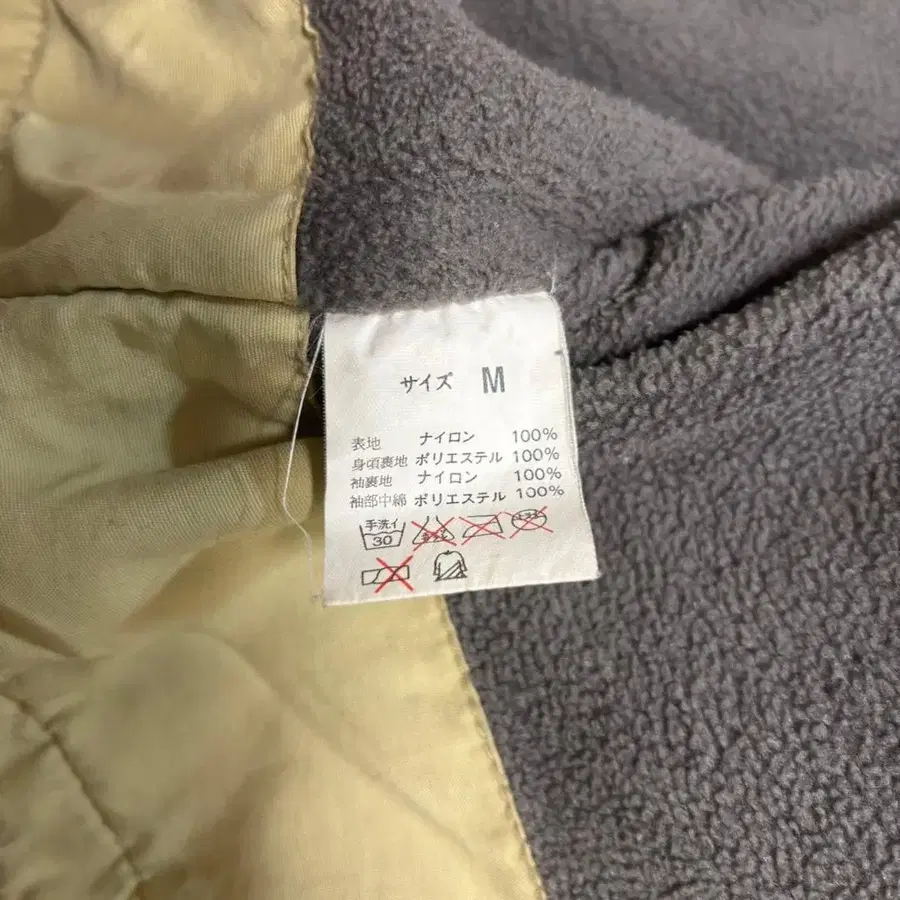 サイズ M
表地 ナイロン 100%
身頃裏地 ポリエステル 100%
袖裏地 ナイロン 100%
袖部中綿 ポリエステル 100%
手洗イ
30